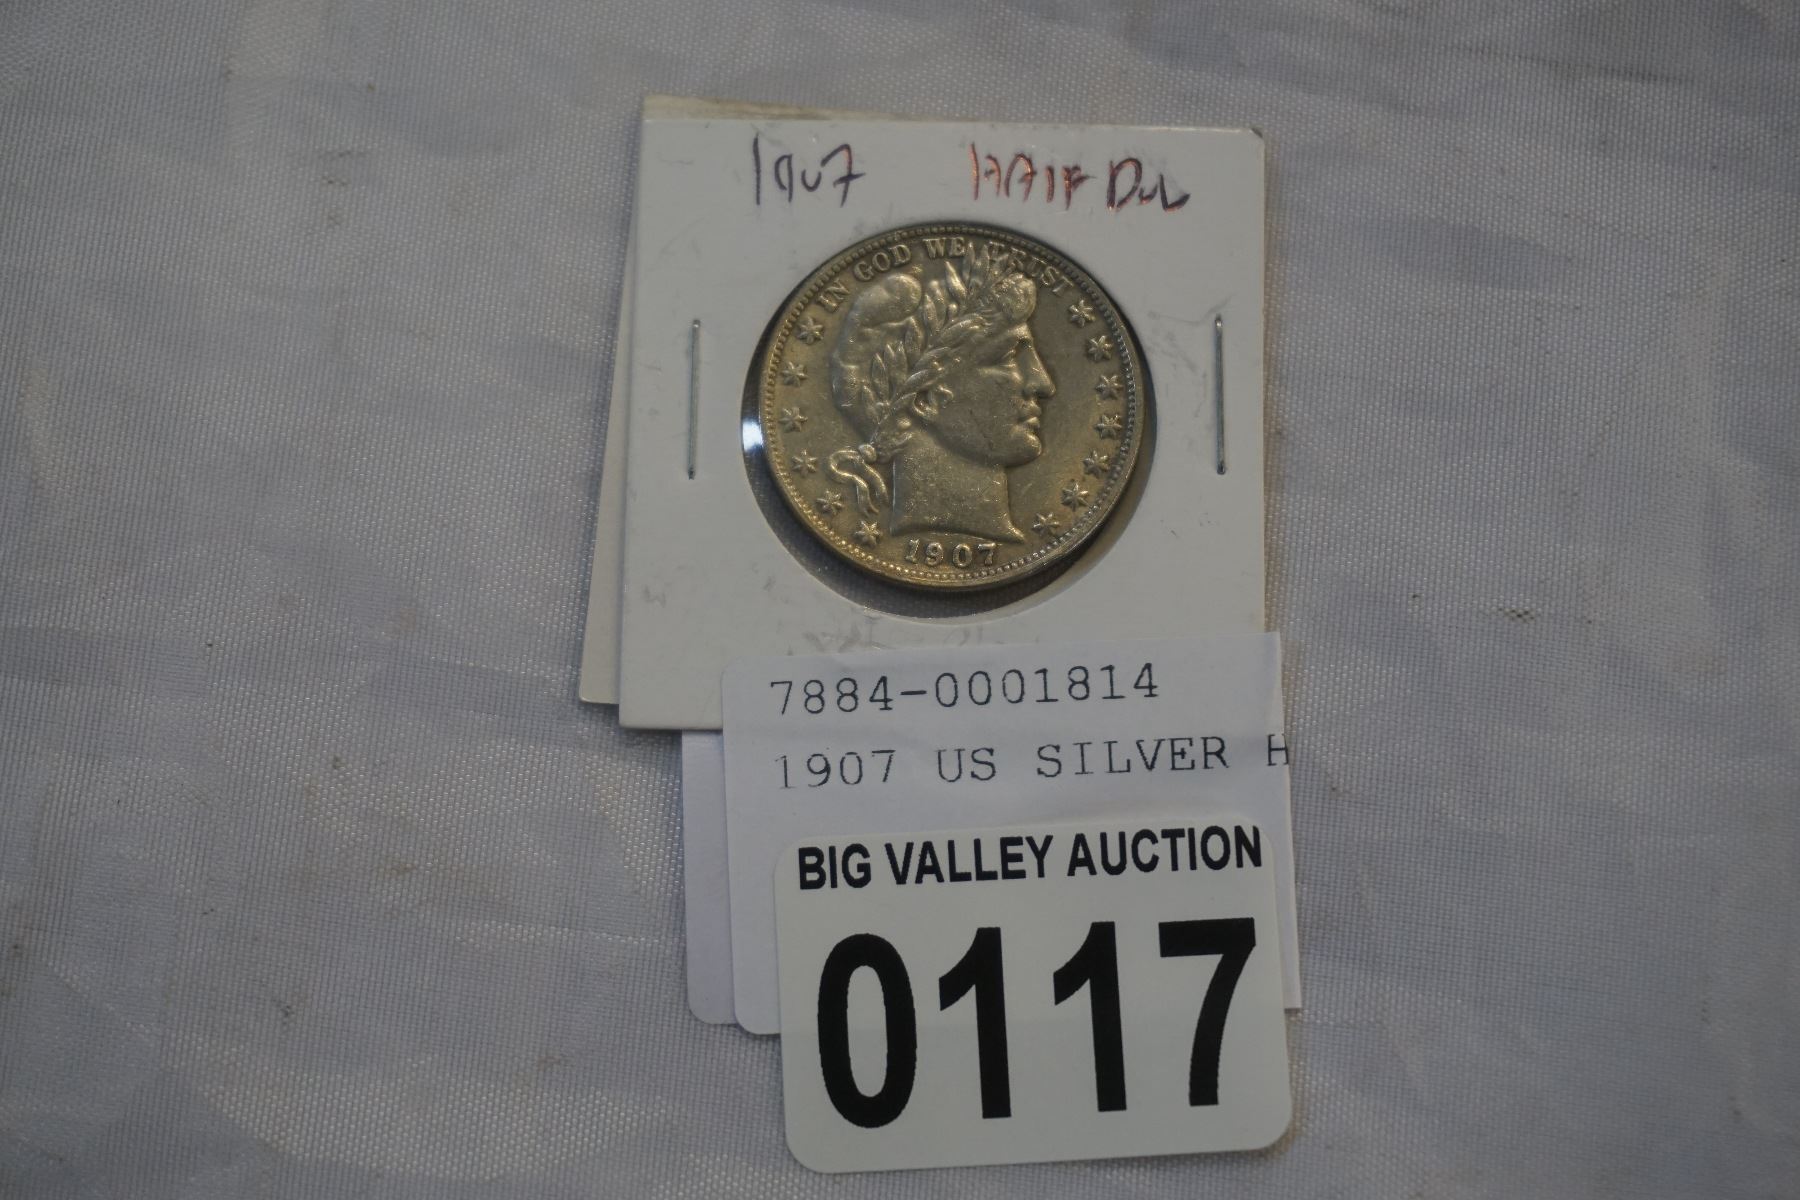 1907 HAlF DoL
IN GOD WE TRUST
1907
7884-0001814
1907 US SILVER H
BIG VALLEY AUCTION
0117